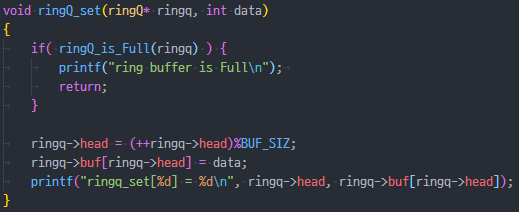 void ringQ_set(ringQ* ringq, int data)
{
if( ringQ_is_Full(ringq) ) {
printf("ring buffer is Full\n");
return;
}
ringq->head = (++ringq->head)%BUF_SIZ;
ringq->buf[ringq->head] = data;
printf("ringq_set[%d] = %d\n", ringq->head, ringq->buf[ringq->head]);
}